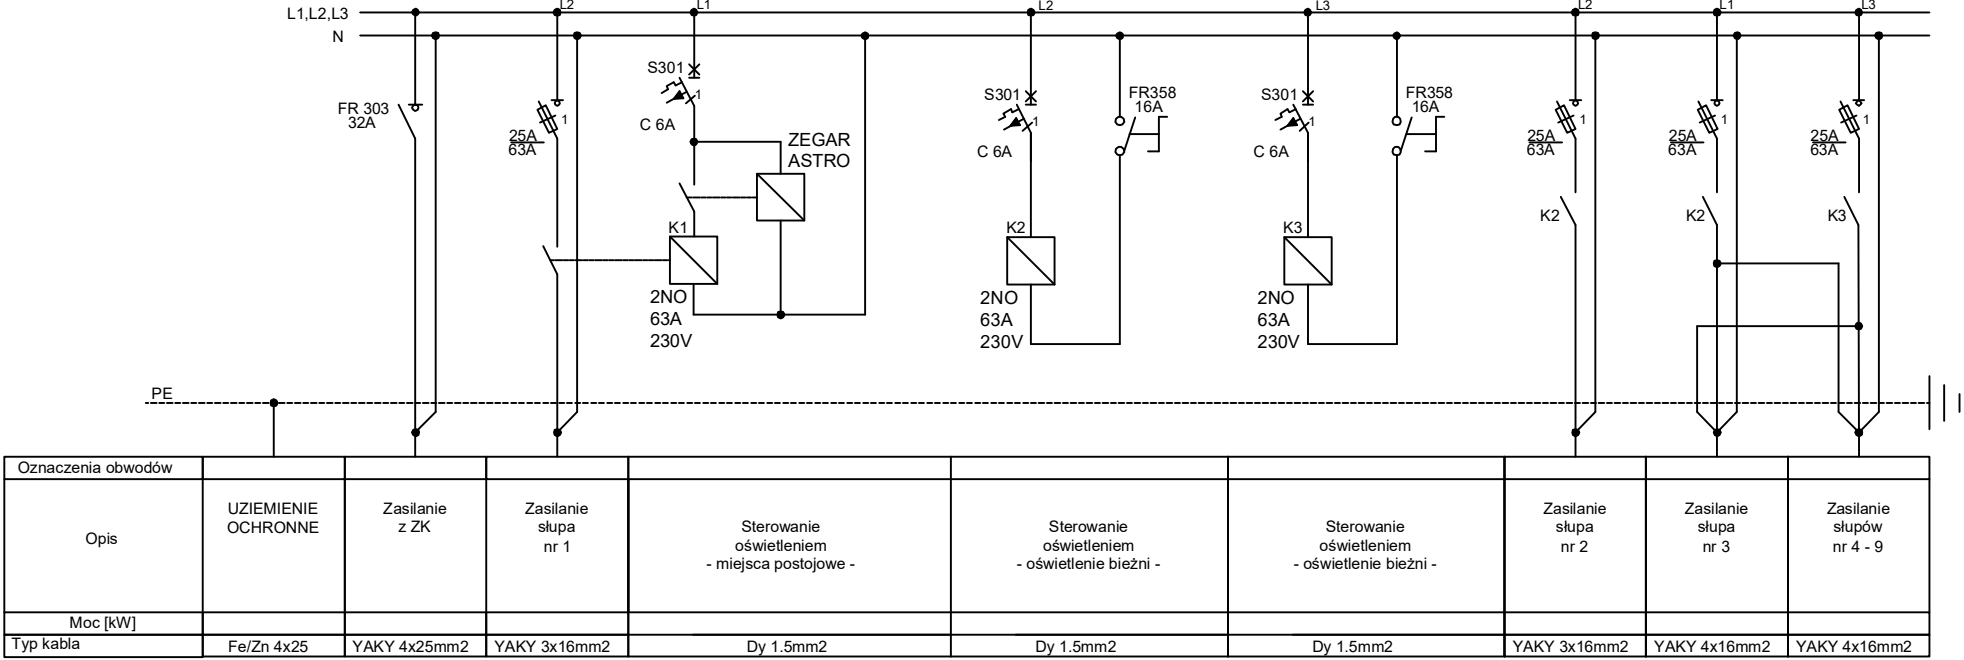 L1,L2,L3
L2
L1
L2
L3
L2
L1
L3
N
FR 303
32A
25A
63A
1
S301
1
C 6A
ZEGAR
ASTRO
K1
2NO
63A
230V
S301
1
C 6A
FR358
16A
K2
2NO
63A
230V
S301
1
C 6A
FR358
16A
K3
2NO
63A
230V
25A
63A
1
K2
25A
63A
1
K2
25A
63A
1
K3
PE
Oznaczenia obwodów
Opis
UZIEMIENIE
OCHRONNE
Zasilanie
z ZK
Zasilanie
słupa
nr 1
Sterowanie
oświetleniem
- miejsca postojowe -
Sterowanie
oświetleniem
- oświetlenie bieżni -
Sterowanie
oświetleniem
- oświetlenie bieżni -
Zasilanie
słupa
nr 2
Zasilanie
słupa
nr 3
Zasilanie
słupów
nr 4 - 9
Moc [kW]
Typ kabla
Fe/Zn 4x25
YAKY 4x25mm2
YAKY 3x16mm2
Dy 1.5mm2
Dy 1.5mm2
Dy 1.5mm2
YAKY 3x16mm2
YAKY 4x16mm2
YAKY 4x16mm2